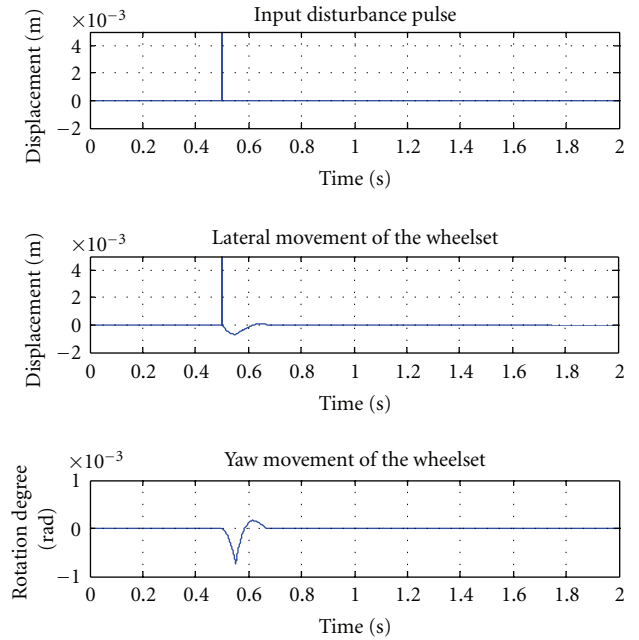 Input disturbance pulse
×10−3
Displacement (m)
4
2
0
−2
0 0.2 0.4 0.6 0.8 1 1.2 1.4 1.6 1.8 2
Time (s)
Lateral movement of the wheelset
×10−3
Displacement (m)
4
2
0
−2
0 0.2 0.4 0.6 0.8 1 1.2 1.4 1.6 1.8 2
Time (s)
Yaw movement of the wheelset
×10−3
Rotation degree
(rad)
1
0
−1
0 0.2 0.4 0.6 0.8 1 1.2 1.4 1.6 1.8 2
Time (s)